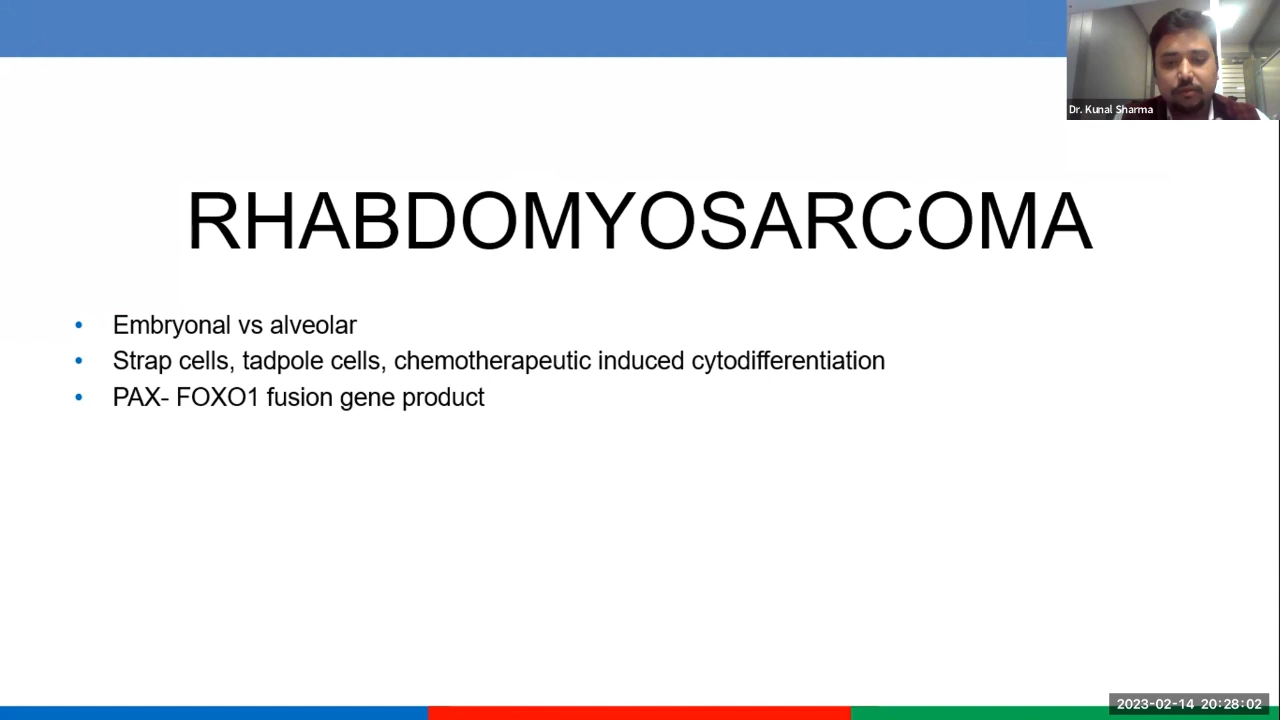 Dr. Kunal Sharma
RHABDOMYOSARCOMA
• Embryonal vs alveolar
• Strap cells, tadpole cells, chemotherapeutic induced cytodifferentiation
• PAX- FOXO1 fusion gene product
2023-02-14 20:28:02